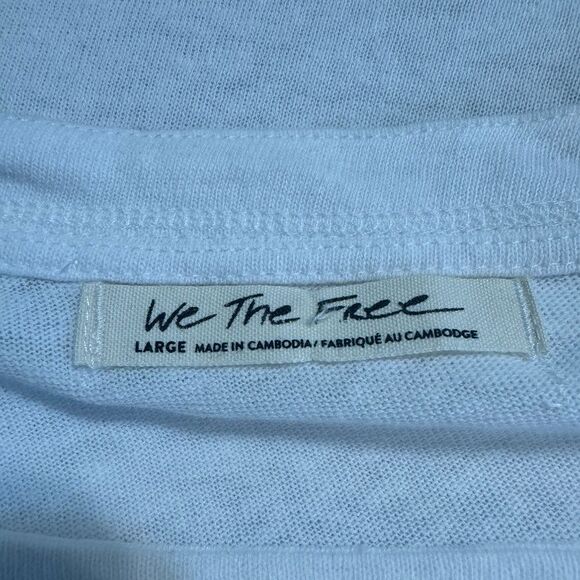 We The Free
LARGE MADE IN CAMBODIA / FABRIQUÉ AU CAMBODGE